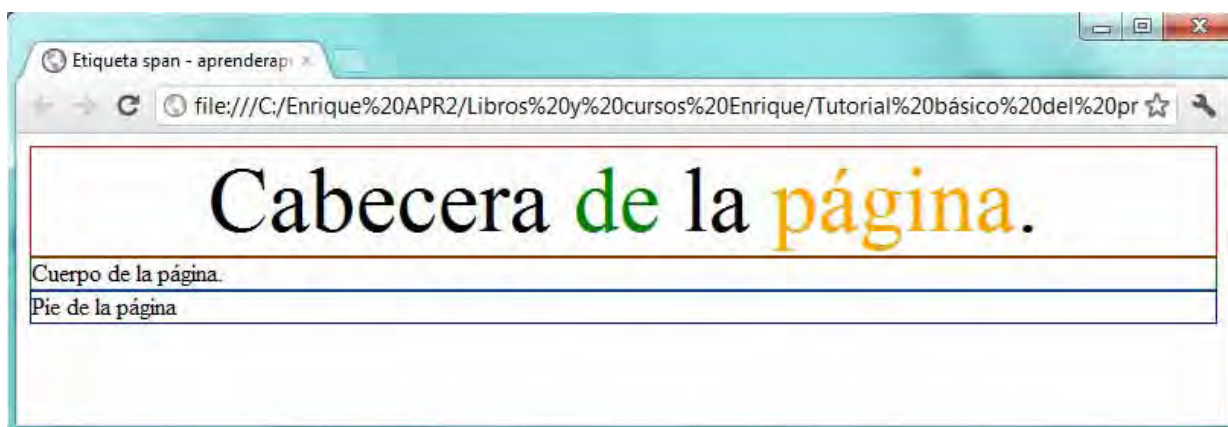 Etiqueta span - aprenderap
file:///C:/Enrique%20APR2/Libros%20y%20cursos%20Enrique/Tutorial%20básico%20del%20pr
Cabecera de la página.
Cuerpo de la página.
Pie de la página